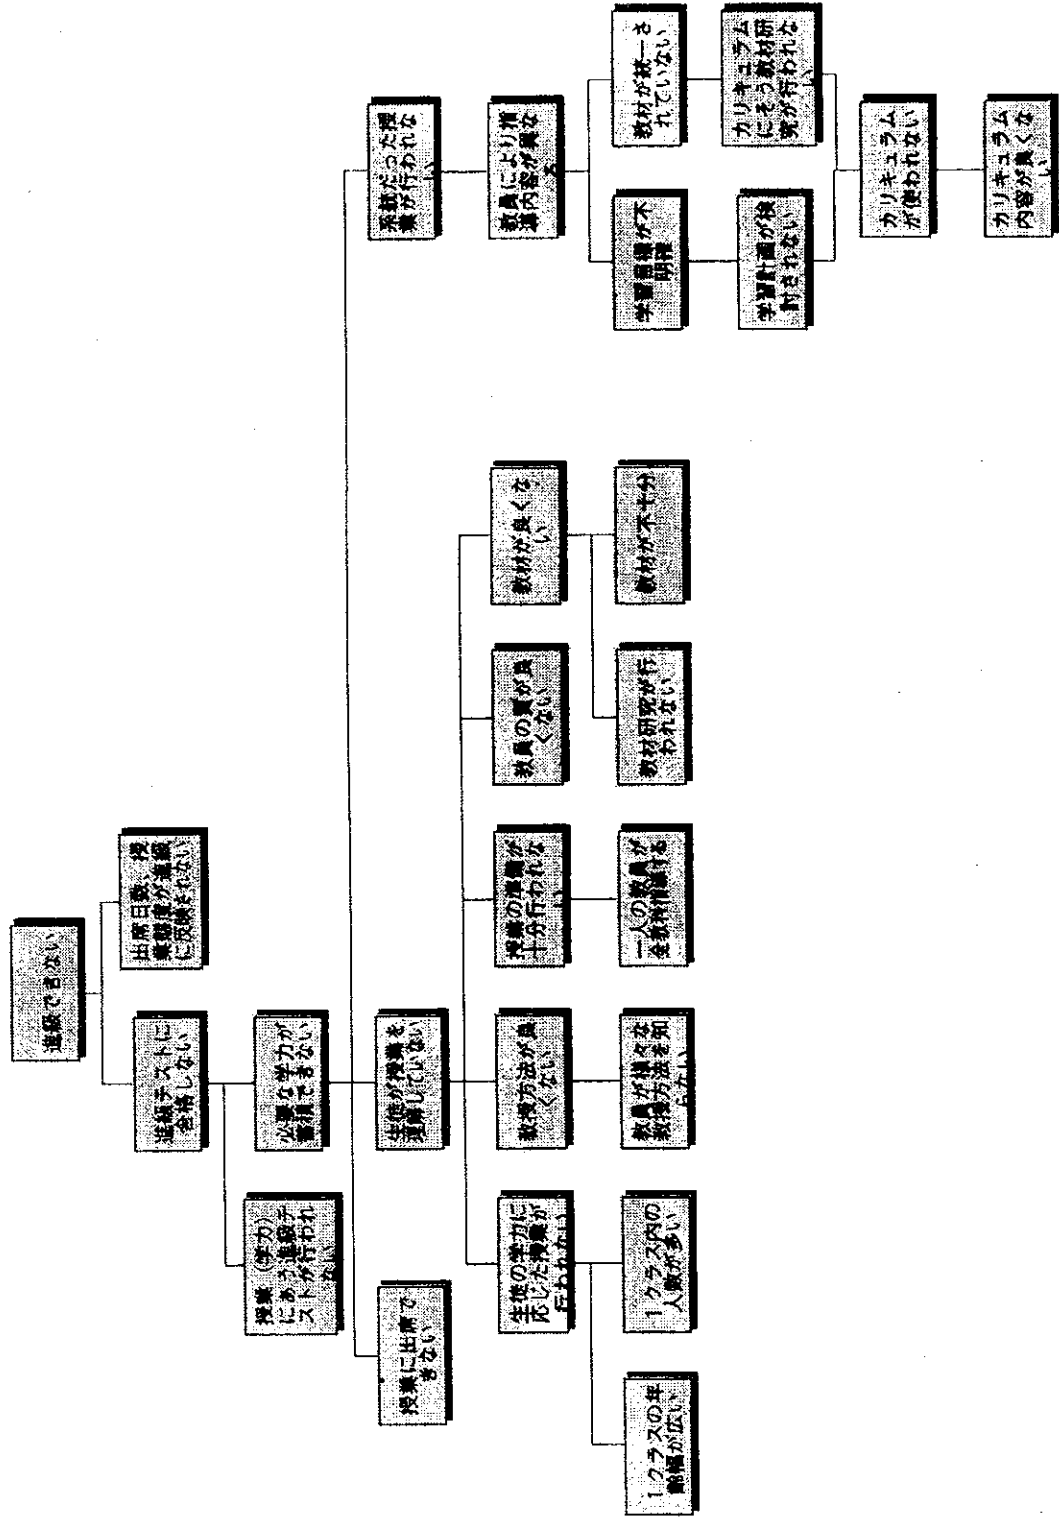 進級できない
進級テストに
合格しない
出席日数、授
業態度が進級
に反映されない
授業（学力）
にあう進級テ
ストが行われ
ない
必要な学力が
蓄積できない
授業に出席で
きない
生徒が授業を
理解していない
系統だった授
業が行われな
い
生徒の学力に
応じた授業が
行われない
教授方法が良
くない
授業の準備が
十分行われな
い
教員の質が良
くない
教材が良くな
い
教員により指
導内容が異な
る
1クラスの年
齢幅が広い
1クラス内の
人数が多い
教員が様々な
教授方法を知
らない
一人の教員が
全教科指導する
教材研究が行
われない
教材が不十分
学習目標が不
明確
教材が統一さ
れていない
学習計画が検
討されない
カリキュラム
にそう教材研
究が行われな
い
カリキュラム
が使われない
カリキュラム
内容が良くな
い